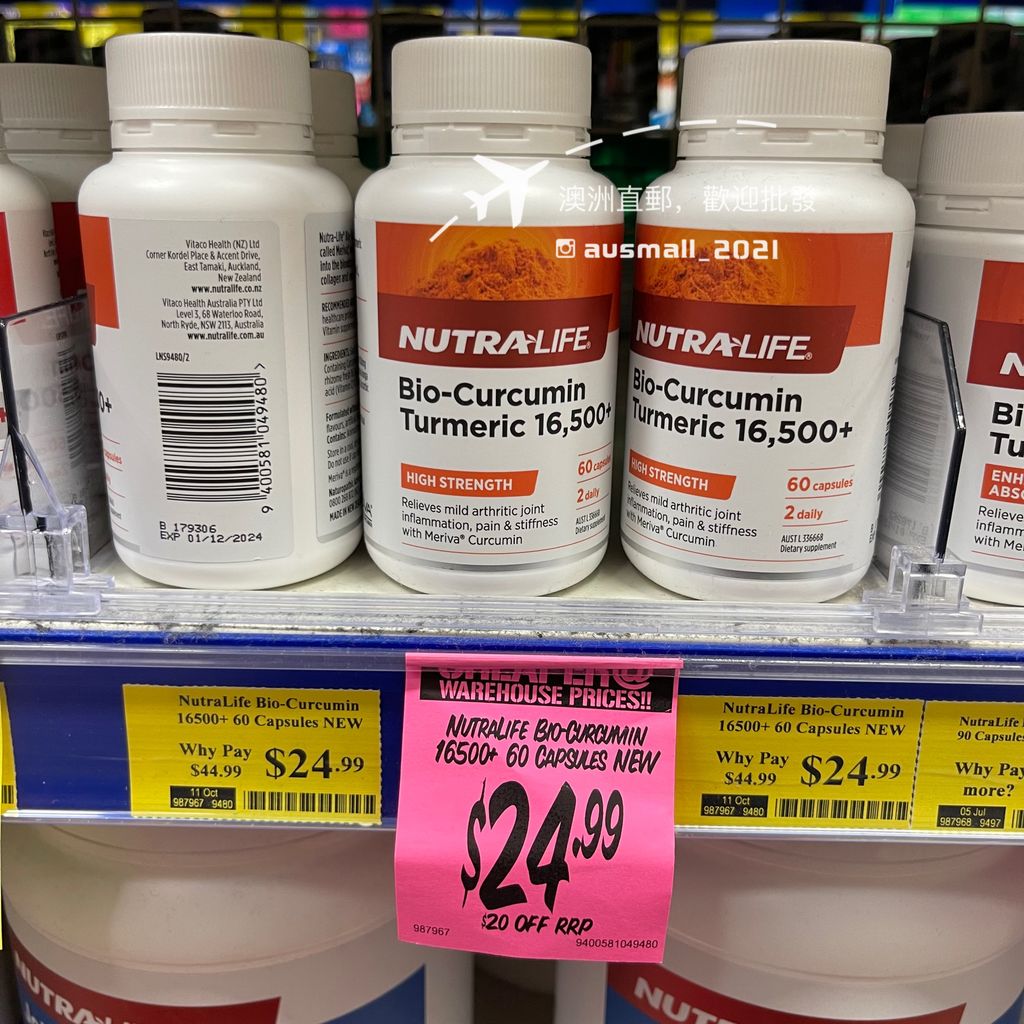 澳洲直郵，歡迎批發
ausmall_2021
Vitaco Health (NZ) Ltd
Corner Kordel Place & Accent Drive,
East Tamaki, Auckland,
New Zealand
www.nutralife.co.nz
Vitaco Health Australia PTY Ltd
Level 3, 68 Waterloo Road,
North Ryde, NSW 2113, Australia
www.nutralife.com.au
LNS9480/2
9 400581 049480 >
B 179306
EXP 01/12/2024
NUTRA-LIFE®
Bio-Curcumin
Turmeric 16,500+
HIGH STRENGTH
60 capsules
2 daily
Relieves mild arthritic joint
inflammation, pain & stiffness
with Meriva® Curcumin
AUST L 336668
Dietary supplement
NUTRA-LIFE®
Bio-Curcumin
Turmeric 16,500+
HIGH STRENGTH
60 capsules
2 daily
Relieves mild arthritic joint
inflammation, pain & stiffness
with Meriva® Curcumin
AUST L 336668
Dietary supplement
NutraLife Bio-Curcumin
16500+ 60 Capsules NEW
Why Pay
$44.99
$24.99
11 Oct
987967 9480
WAREHOUSE PRICES!!
NUTRALIFE BIO-CURCUMIN
16500+ 60 CAPSULES NEW
$24.99
$20 OFF RRP
987967
9400581049480
NutraLife Bio-Curcumin
16500+ 60 Capsules NEW
Why Pay
$44.99
$24.99
11 Oct
987967 9480
NutraLife
90 Capsules
Why Pay
more?
05 Jul
987968 9497